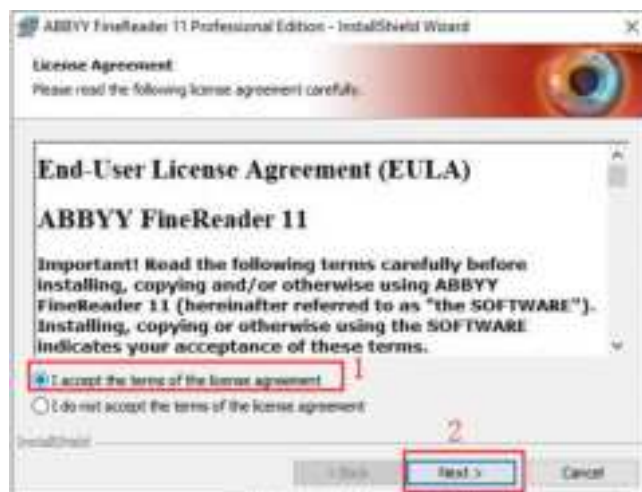 ABBYY FineReader 11 Professional Edition - InstallShield Wizard
License Agreement
Please read the following license agreement carefully.
End-User License Agreement (EULA)
ABBYY FineReader 11
Important! Read the following terms carefully before
installing, copying and/or otherwise using ABBYY
FineReader 11 (hereinafter referred to as "the SOFTWARE").
Installing, copying or otherwise using the SOFTWARE
indicates your acceptance of these terms.
I accept the terms of the license agreement 1
I do not accept the terms of the license agreement
2
InstallShield
< Back Next > Cancel